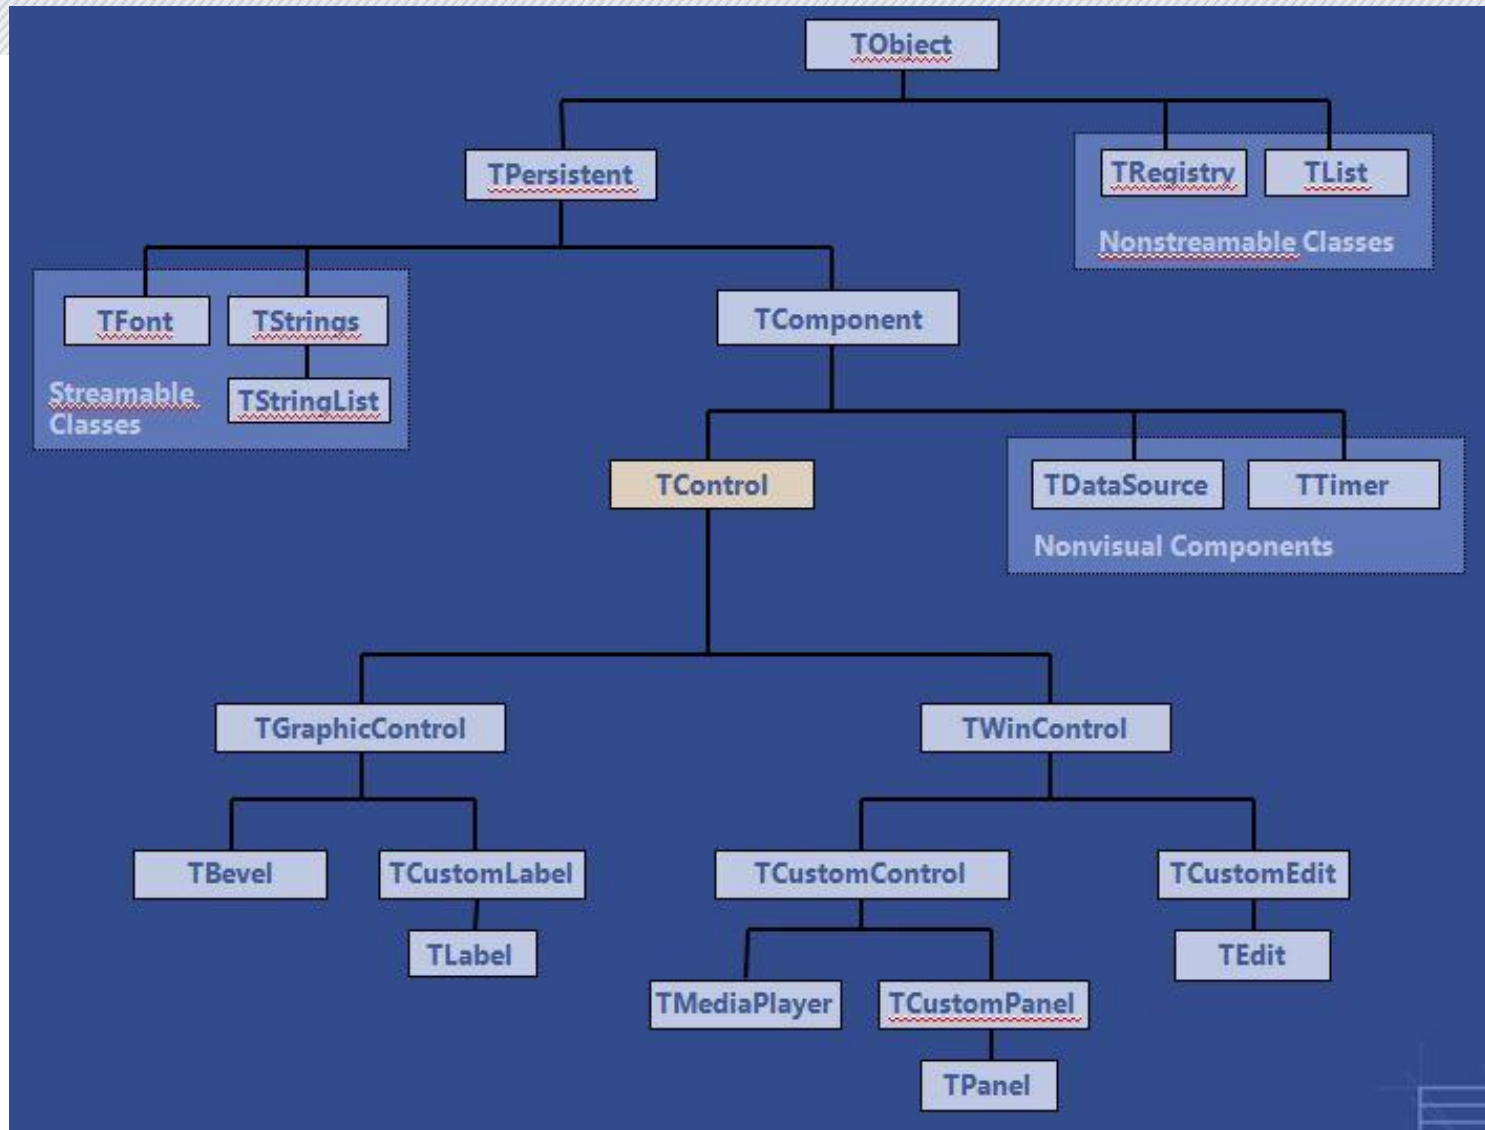 TObject
TPersistent
TRegistry
TList
Nonstreamable Classes
TFont
TStrings
TComponent
Streamable
Classes
TStringList
TControl
TDataSource
TTimer
Nonvisual Components
TGraphicControl
TWinControl
TBevel
TCustomLabel
TCustomControl
TCustomEdit
TLabel
TEdit
TMediaPlayer
TCustomPanel
TPanel